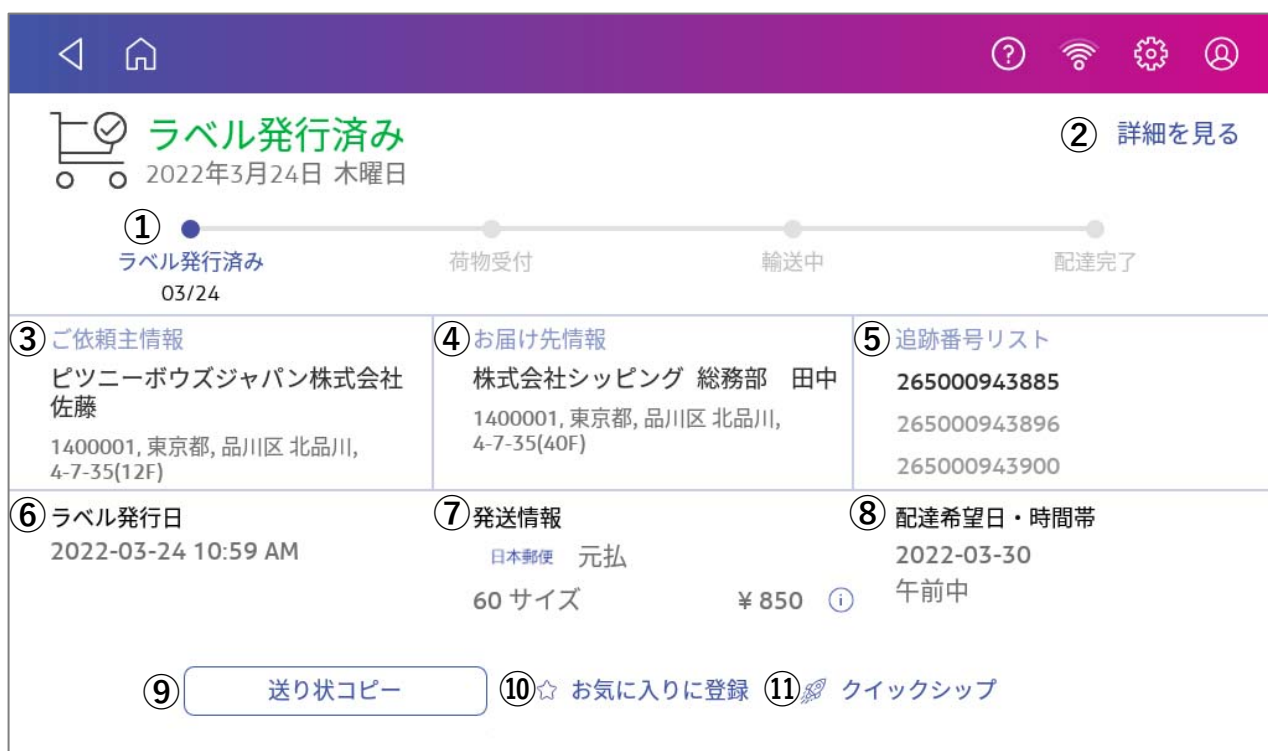 ?
ラベル発行済み
2022年3月24日 木曜日
② 詳細を見る
①
ラベル発行済み 荷物受付 輸送中 配達完了
03/24
③ ご依頼主情報
ピツニーボウズジャパン株式会社
佐藤
1400001, 東京都, 品川区 北品川,
4-7-35(12F)
④ お届け先情報
株式会社シッピング 総務部　田中
1400001, 東京都, 品川区 北品川,
4-7-35(40F)
⑤ 追跡番号リスト
265000943885
265000943896
265000943900
⑥ ラベル発行日
2022-03-24 10:59 AM
⑦ 発送情報
日本郵便 元払
60 サイズ ¥ 850 i
⑧ 配達希望日・時間帯
2022-03-30
午前中
⑨ 送り状コピー
⑩☆ お気に入りに登録
⑪ クイックシップ